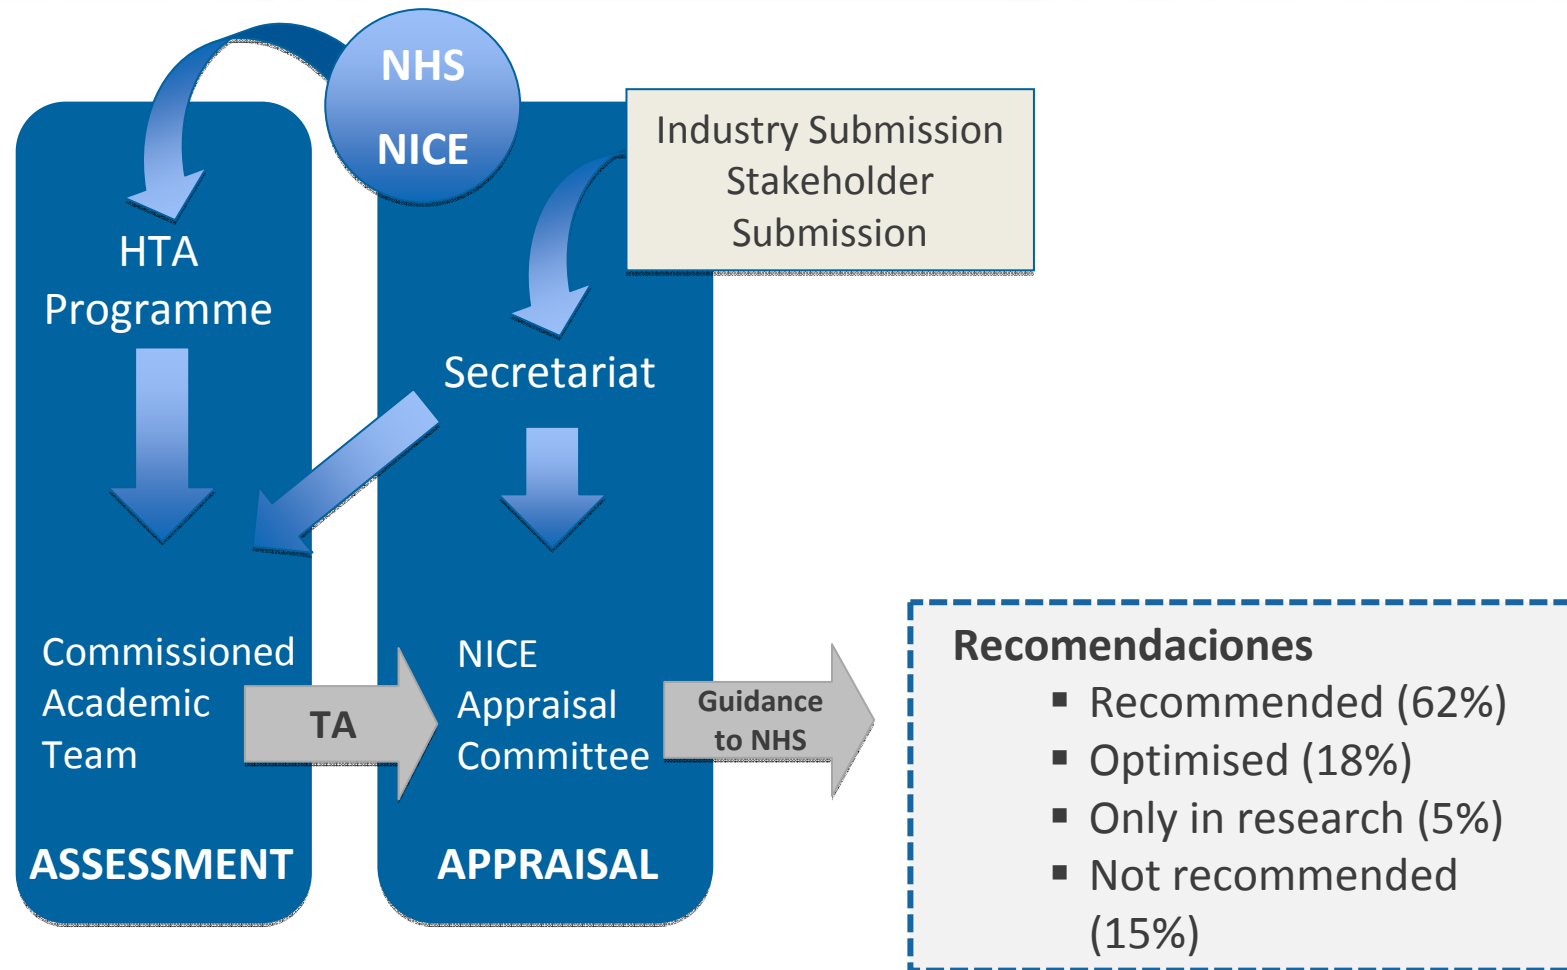 NHS
NICE
Industry Submission
Stakeholder
Submission
HTA
Programme
Secretariat
Commissioned
Academic
Team
TA
NICE
Appraisal
Committee
Guidance
to NHS
ASSESSMENT
APPRAISAL
Recomendaciones
▪ Recommended (62%)
▪ Optimised (18%)
▪ Only in research (5%)
▪ Not recommended
(15%)